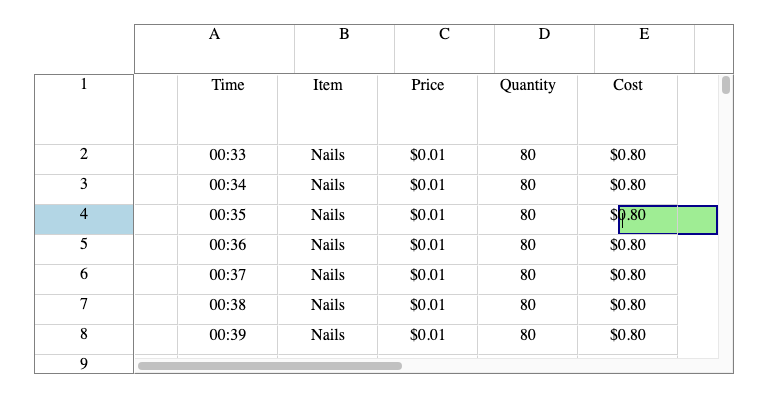 A B C D E
1 Time Item Price Quantity Cost
2 00:33 Nails $0.01 80 $0.80
3 00:34 Nails $0.01 80 $0.80
4 00:35 Nails $0.01 80 $0.80
5 00:36 Nails $0.01 80 $0.80
6 00:37 Nails $0.01 80 $0.80
7 00:38 Nails $0.01 80 $0.80
8 00:39 Nails $0.01 80 $0.80
9